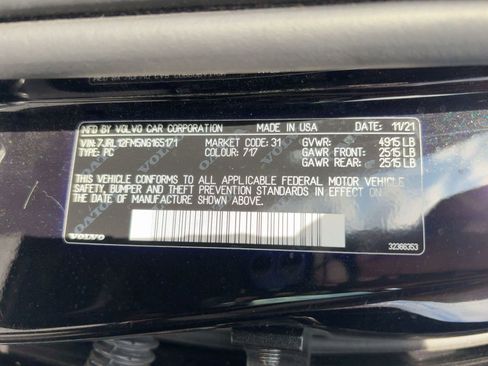 MFD BY VOLVO CAR CORPORATION MADE IN USA DATE 11/21
VIN: 7JRL12FM5NG165171 MARKET CODE: 31 GVWR: 4915 LB
TYPE: PC COLOUR: 717 GAWR FRONT: 2515 LB
GAWR REAR: 2515 LB
THIS VEHICLE CONFORMS TO ALL APPLICABLE FEDERAL MOTOR VEHICLE
SAFETY, BUMPER AND THEFT PREVENTION STANDARDS IN EFFECT ON
THE DATE OF MANUFACTURE SHOWN ABOVE.
VOLVO 32366353